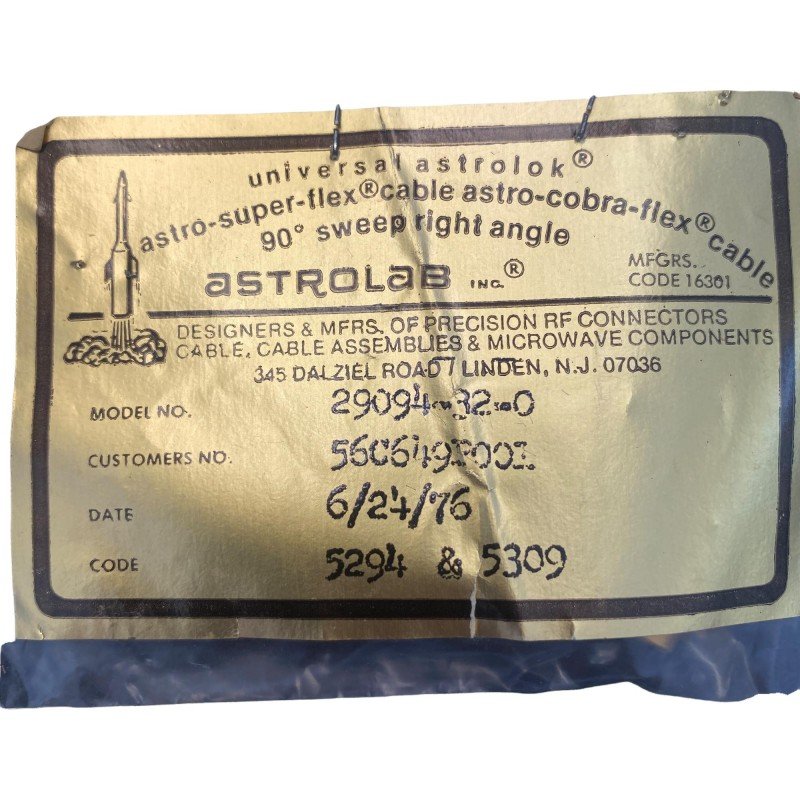 universal astrolok®
astro-super-flex® cable astro-cobra-flex® cable
90° sweep right angle
ASTROLAB INC.®
MFGRS.
CODE 16301
DESIGNERS & MFRS. OF PRECISION RF CONNECTORS
CABLE, CABLE ASSEMBLIES & MICROWAVE COMPONENTS
345 DALZIEL ROAD / LINDEN, N.J. 07036
MODEL NO. 29094-32-0
CUSTOMERS NO.
DATE 6/24/76
CODE 5294 & 5309